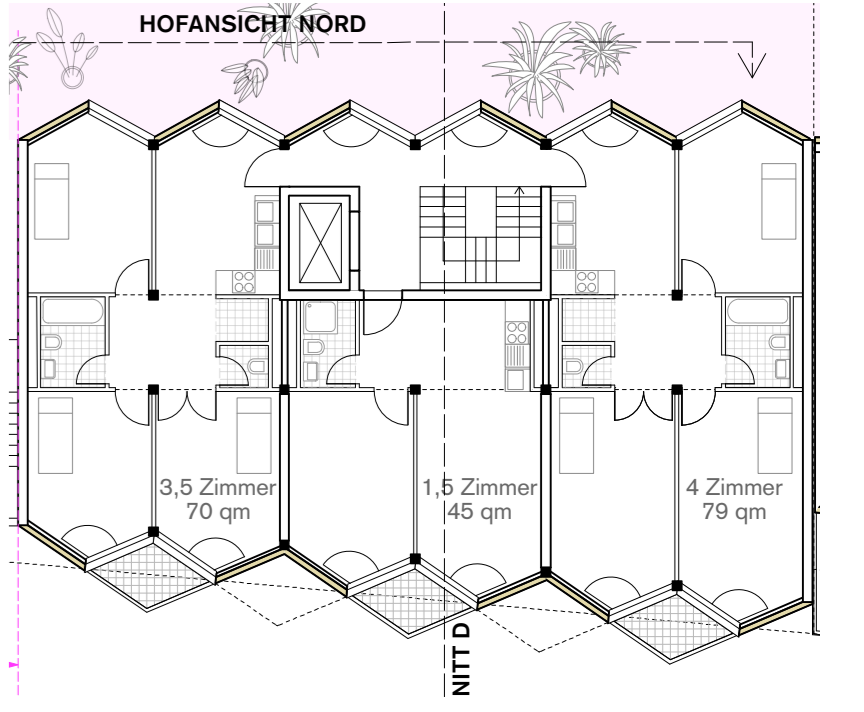 HOFANSICHT NORD
3,5 Zimmer
70 qm
1,5 Zimmer
45 qm
4 Zimmer
79 qm
NITT D